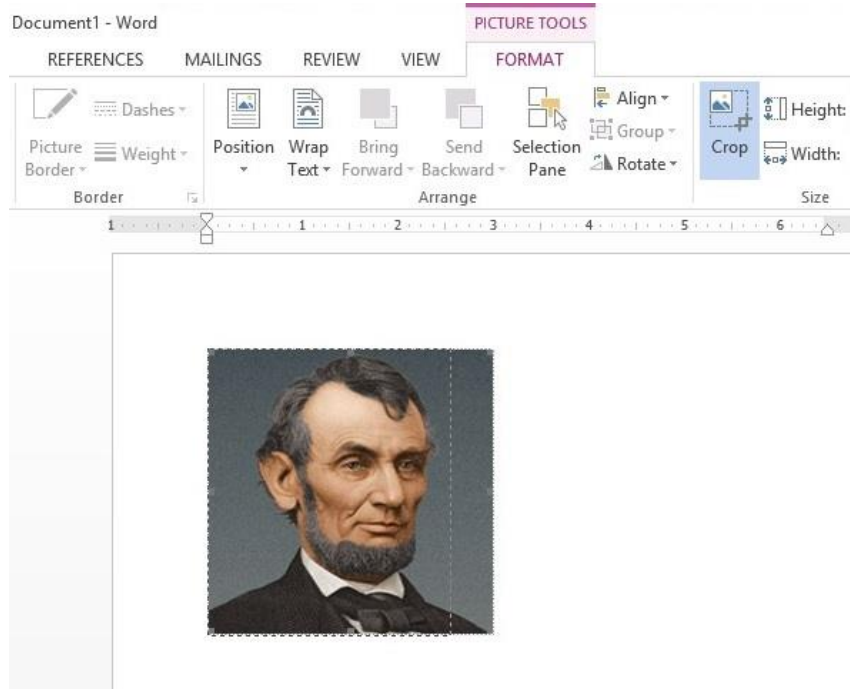 Document1 - Word
PICTURE TOOLS
REFERENCES MAILINGS REVIEW VIEW FORMAT
Picture Border
Dashes
Weight
Position
Wrap Text
Bring Forward
Send Backward
Selection Pane
Align
Group
Rotate
Crop
Height:
Width:
Border Arrange Size
1 1 2 3 4 5 6